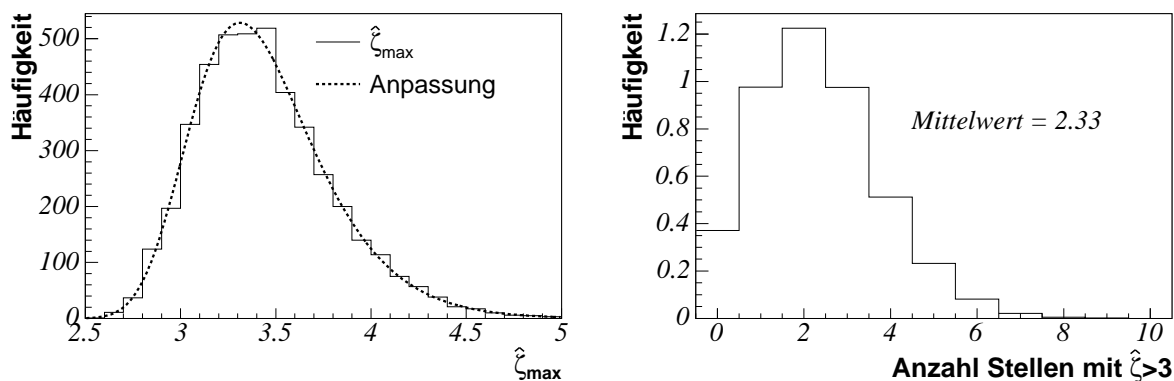 Häufigkeit
500
400
300
200
100
0
2.5 3 3.5 4 4.5 5
ζ̂max
Anpassung
ζ̂max
Häufigkeit
1.2
1
0.8
0.6
0.4
0.2
0
0 2 4 6 8 10
Mittelwert = 2.33
Anzahl Stellen mit ζ̂>3